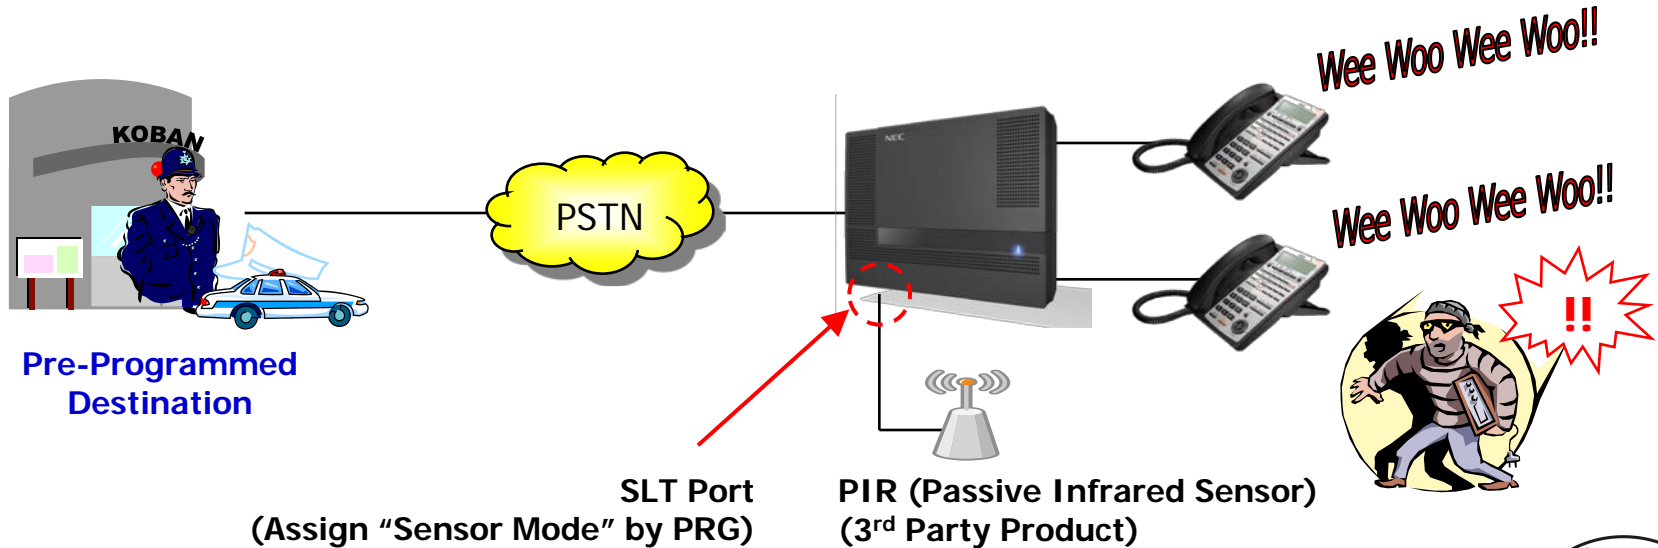 Wee Woo Wee Woo!!
KOBAN
NEC
PSTN
Wee Woo Wee Woo!!
!!
Pre-Programmed
Destination
SLT Port
(Assign “Sensor Mode” by PRG)
PIR (Passive Infrared Sensor)
(3rd Party Product)